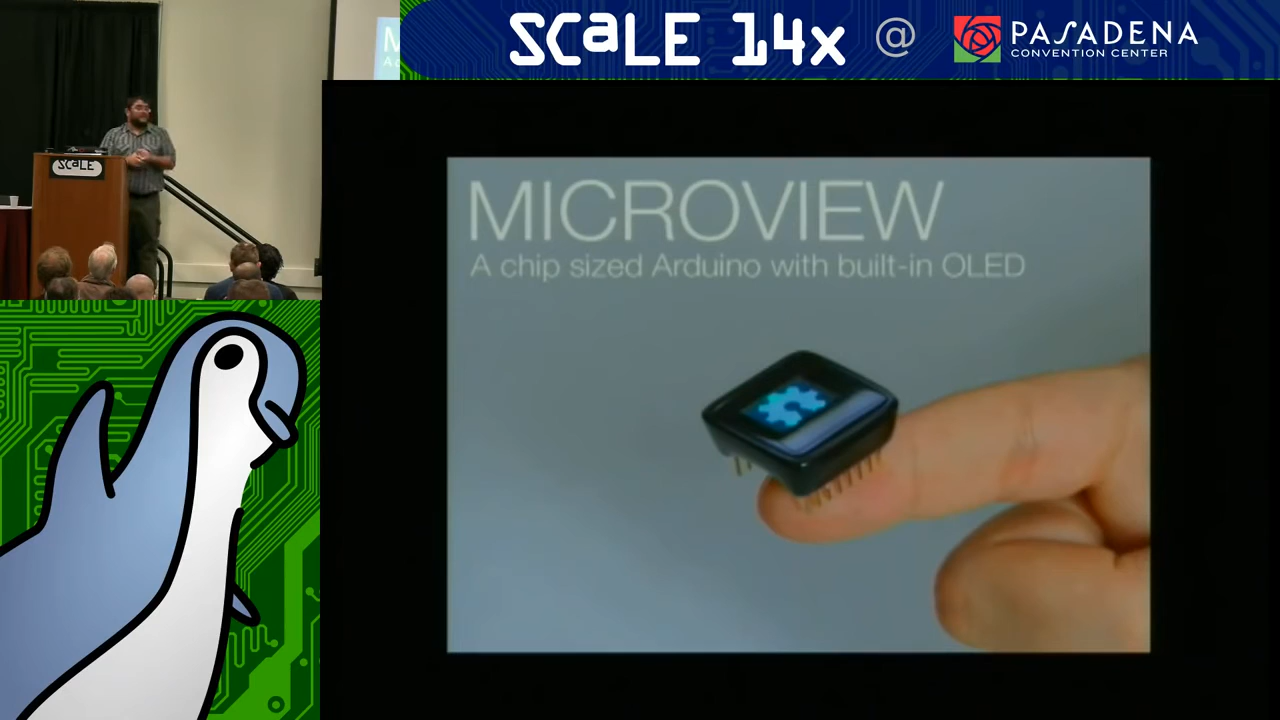 SCALE 14x @ PASADENA
CONVENTION CENTER
SCALE
MICROVIEW
A chip sized Arduino with built-in OLED